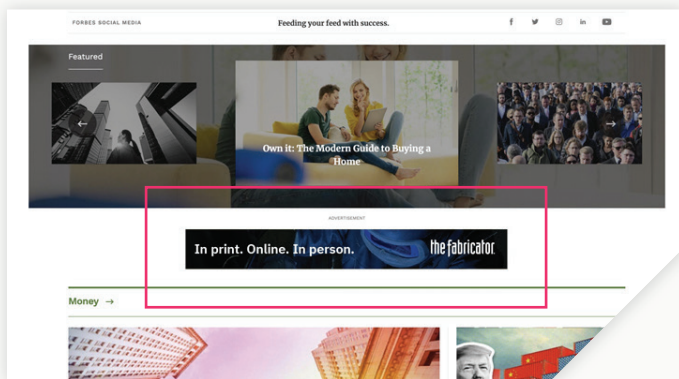 FORBES SOCIAL MEDIA
Feeding your feed with success.
Featured
Own it: The Modern Guide to Buying a
Home
ADVERTISEMENT
In print. Online. In person.
the fabricator
Money →